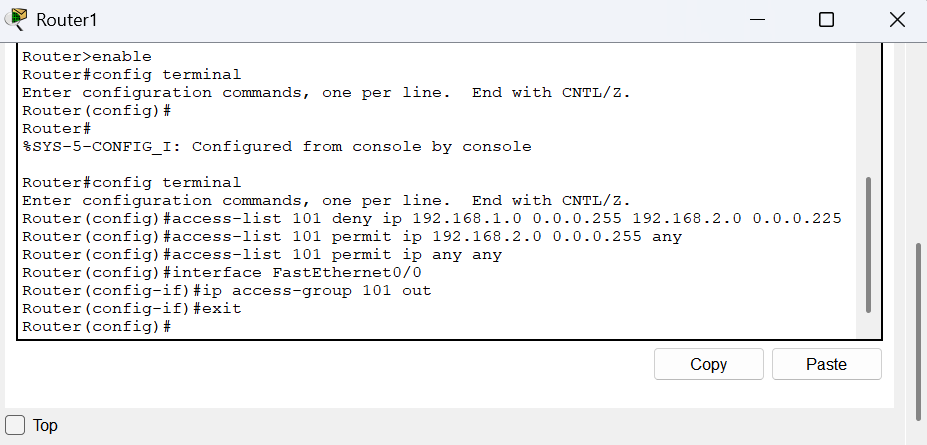 Router1
Router>enable
Router#config terminal
Enter configuration commands, one per line.  End with CNTL/Z.
Router(config)#
Router#
%SYS-5-CONFIG_I: Configured from console by console
Router#config terminal
Enter configuration commands, one per line.  End with CNTL/Z.
Router(config)#access-list 101 deny ip 192.168.1.0 0.0.0.255 192.168.2.0 0.0.0.225
Router(config)#access-list 101 permit ip 192.168.2.0 0.0.0.255 any
Router(config)#access-list 101 permit ip any any
Router(config)#interface FastEthernet0/0
Router(config-if)#ip access-group 101 out
Router(config-if)#exit
Router(config)#
Copy Paste
Top